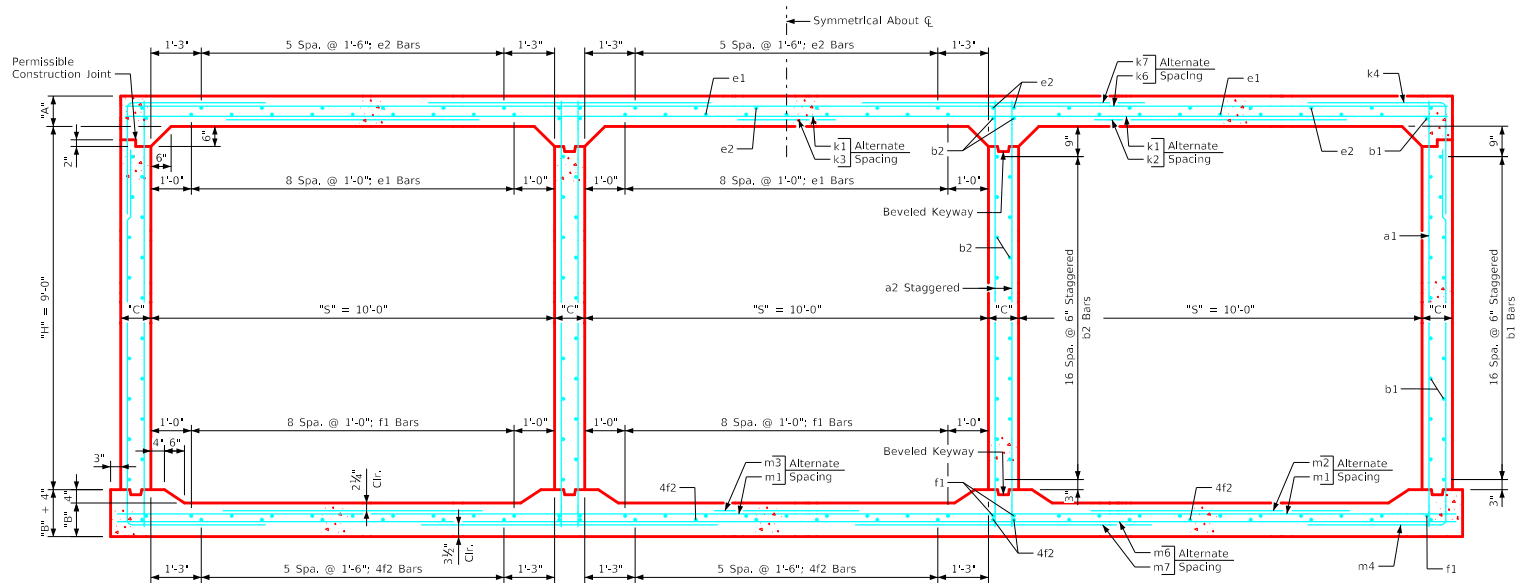 Symmetrical About ℄
1'-3"
5 Spa. @ 1'-6"; e2 Bars
1'-3"
1'-3"
5 Spa. @ 1'-6"; e2 Bars
1'-3"
Permissible
Construction Joint
k7
k6
Alternate
Spacing
e1
e2
e1
k4
"A"
2"
6"
6"
e2
k1
k3
Alternate
Spacing
b2
k1
k2
Alternate
Spacing
e2
b1
9"
9"
1'-0"
8 Spa. @ 1'-0"; e1 Bars
1'-0"
1'-0"
8 Spa. @ 1'-0"; e1 Bars
1'-0"
Beveled Keyway
b2
a1
a2 Staggered
"H" = 9'-0"
"C"
"S" = 10'-0"
"C"
"S" = 10'-0"
"C"
"S" = 10'-0"
"C"
16 Spa. @ 6" Staggered
b2 Bars
16 Spa. @ 6" Staggered
b1 Bars
b1
1'-0"
8 Spa. @ 1'-0"; f1 Bars
1'-0"
1'-0"
8 Spa. @ 1'-0"; f1 Bars
1'-0"
4'
6"
3"
Beveled Keyway
m3
m1
Alternate
Spacing
m2
m1
Alternate
Spacing
"B" + 4"
"B"
4"
2¼"
Clr.
4f2
f1
3"
4f2
3"
3½"
Clr.
4f2
m6
m7
Alternate
Spacing
m4
f1
1'-3"
5 Spa. @ 1'-6"; 4f2 Bars
1'-3"
1'-3"
5 Spa. @ 1'-6"; 4f2 Bars
1'-3"